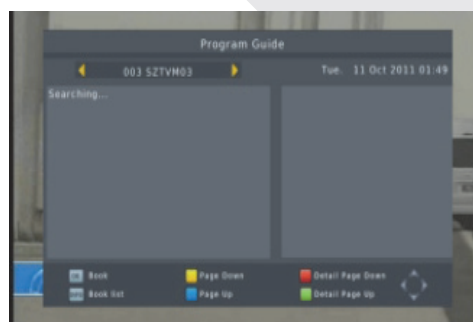 Program Guide
003 SZTVM03
Tue. 11 Oct 2011 01:49
Searching...
OK Book
Page Down
Detail Page Down
Book list
Page Up
Detail Page Up